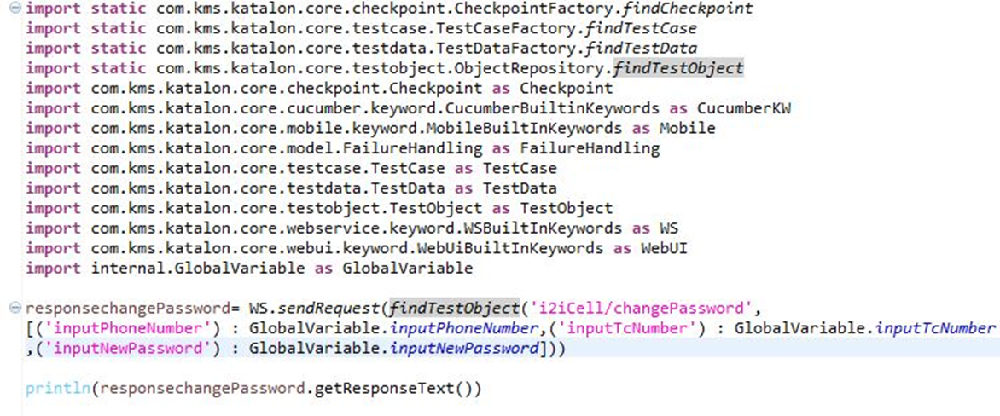 import static com.kms.katalon.core.checkpoint.CheckpointFactory.findCheckpoint
import static com.kms.katalon.core.testcase.TestCaseFactory.findTestCase
import static com.kms.katalon.core.testdata.TestDataFactory.findTestData
import static com.kms.katalon.core.testobject.ObjectRepository.findTestObject
import com.kms.katalon.core.checkpoint.Checkpoint as Checkpoint
import com.kms.katalon.core.cucumber.keyword.CucumberBuiltinKeywords as CucumberKW
import com.kms.katalon.core.mobile.keyword.MobileBuiltInKeywords as Mobile
import com.kms.katalon.core.model.FailureHandling as FailureHandling
import com.kms.katalon.core.testcase.TestCase as TestCase
import com.kms.katalon.core.testdata.TestData as TestData
import com.kms.katalon.core.testobject.TestObject as TestObject
import com.kms.katalon.core.webservice.keyword.WSBuiltInKeywords as WS
import com.kms.katalon.core.webui.keyword.WebUiBuiltInKeywords as WebUI
import internal.GlobalVariable as GlobalVariable
responsechangePassword= WS.sendRequest(findTestObject('i2iCell/changePassword',
[('inputPhoneNumber') : GlobalVariable.inputPhoneNumber,('inputTcNumber') : GlobalVariable.inputTcNumber
,('inputNewPassword') : GlobalVariable.inputNewPassword]))
println(responsechangePassword.getResponseText())